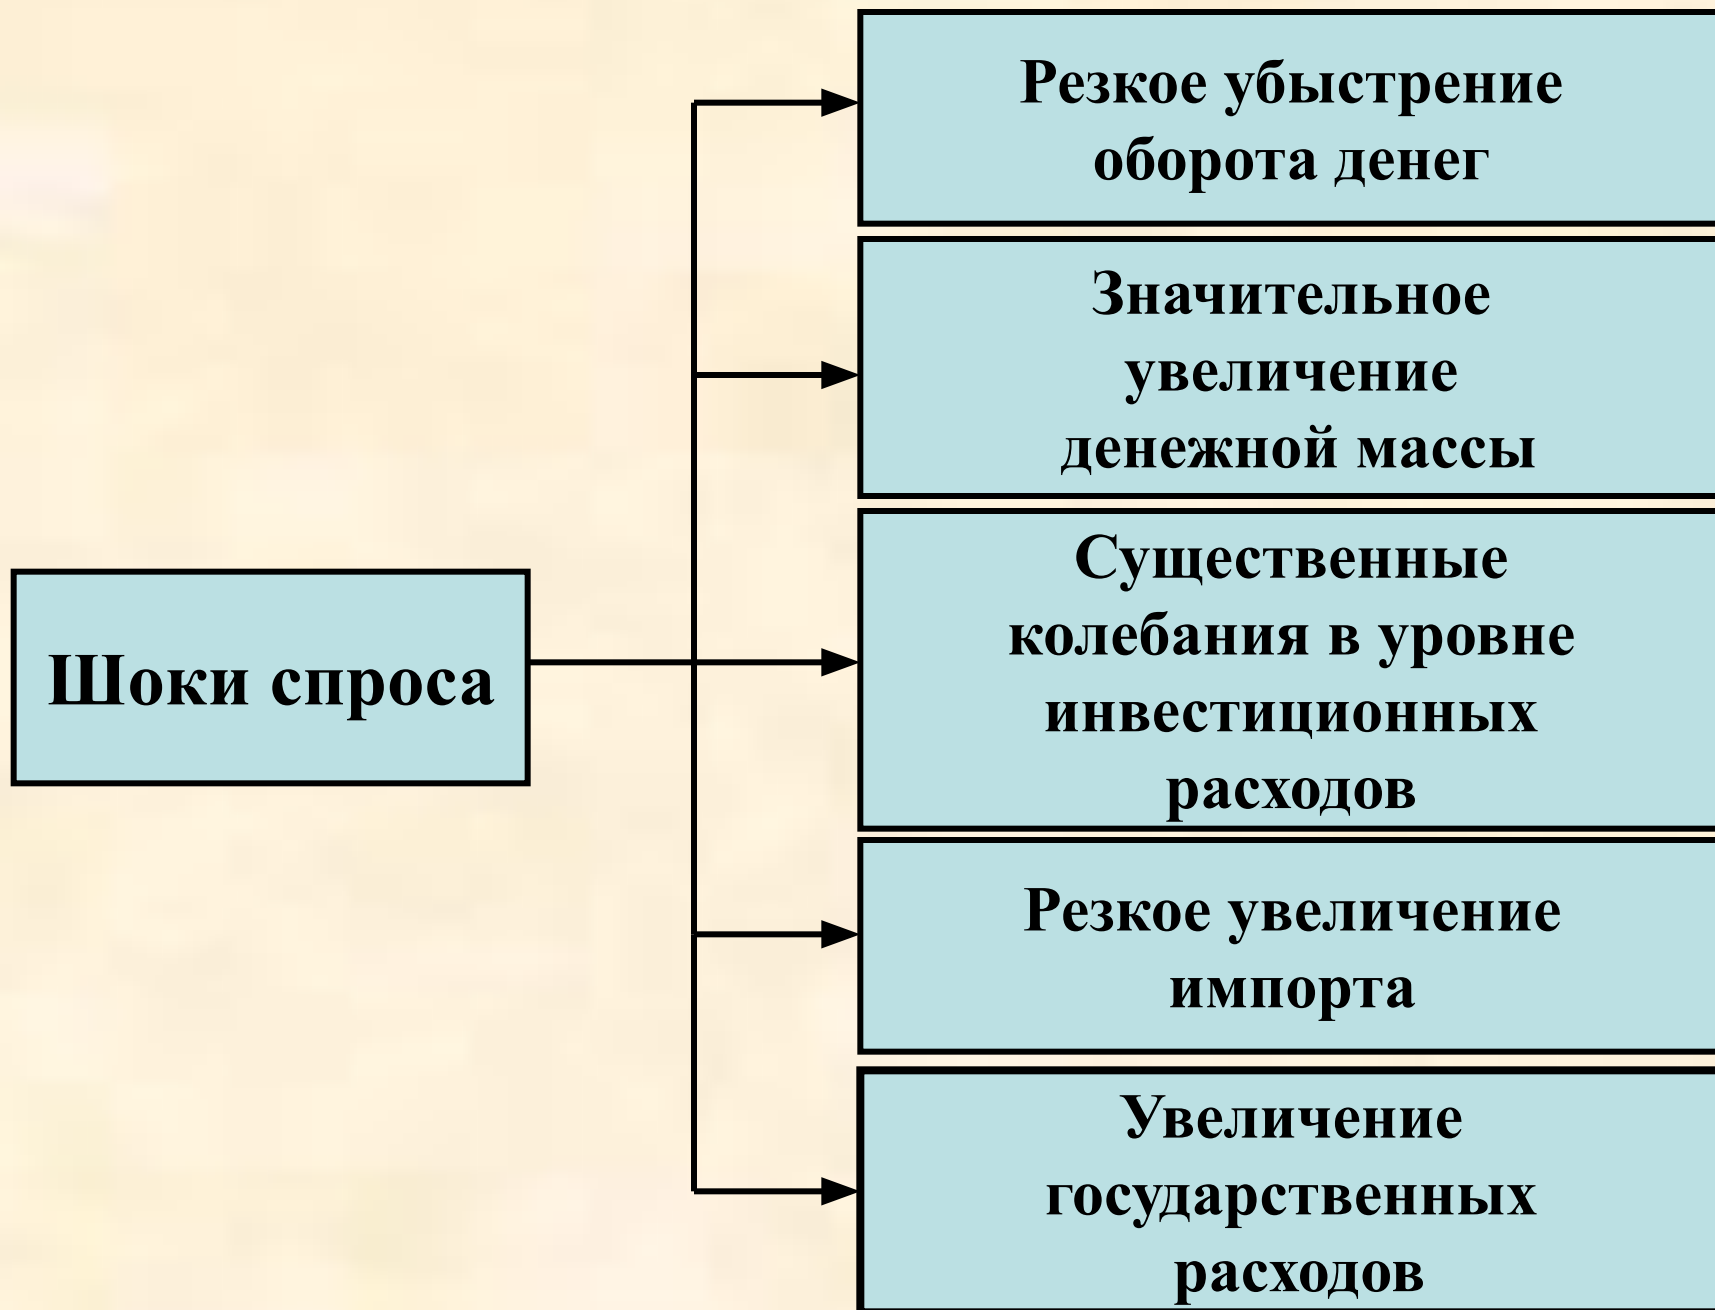 Шоки спроса
Резкое убыстрение
оборота денег
Значительное
увеличение
денежной массы
Существенные
колебания в уровне
инвестиционных
расходов
Резкое увеличение
импорта
Увеличение
государственных
расходов